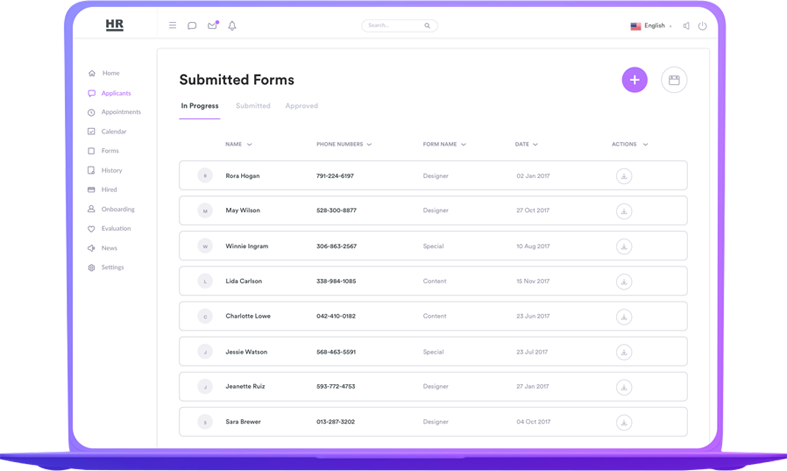 HR
Search...
English
Home
Applicants
Appointments
Calendar
Forms
History
Hired
Onboarding
Evaluation
News
Settings
Submitted Forms
In Progress Submitted Approved
NAME PHONE NUMBERS FORM NAME DATE ACTIONS
R Rora Hogan 791-224-6197 Designer 02 Jan 2017
M May Wilson 528-300-8877 Designer 27 Oct 2017
W Winnie Ingram 306-863-2567 Special 10 Aug 2017
L Lida Carlson 338-984-1085 Content 15 Nov 2017
C Charlotte Lowe 042-410-0182 Content 23 Jun 2017
J Jessie Watson 568-463-5591 Special 23 Jul 2017
J Jeanette Ruiz 593-772-4753 Designer 27 Jan 2017
S Sara Brewer 013-287-3202 Designer 04 Oct 2017